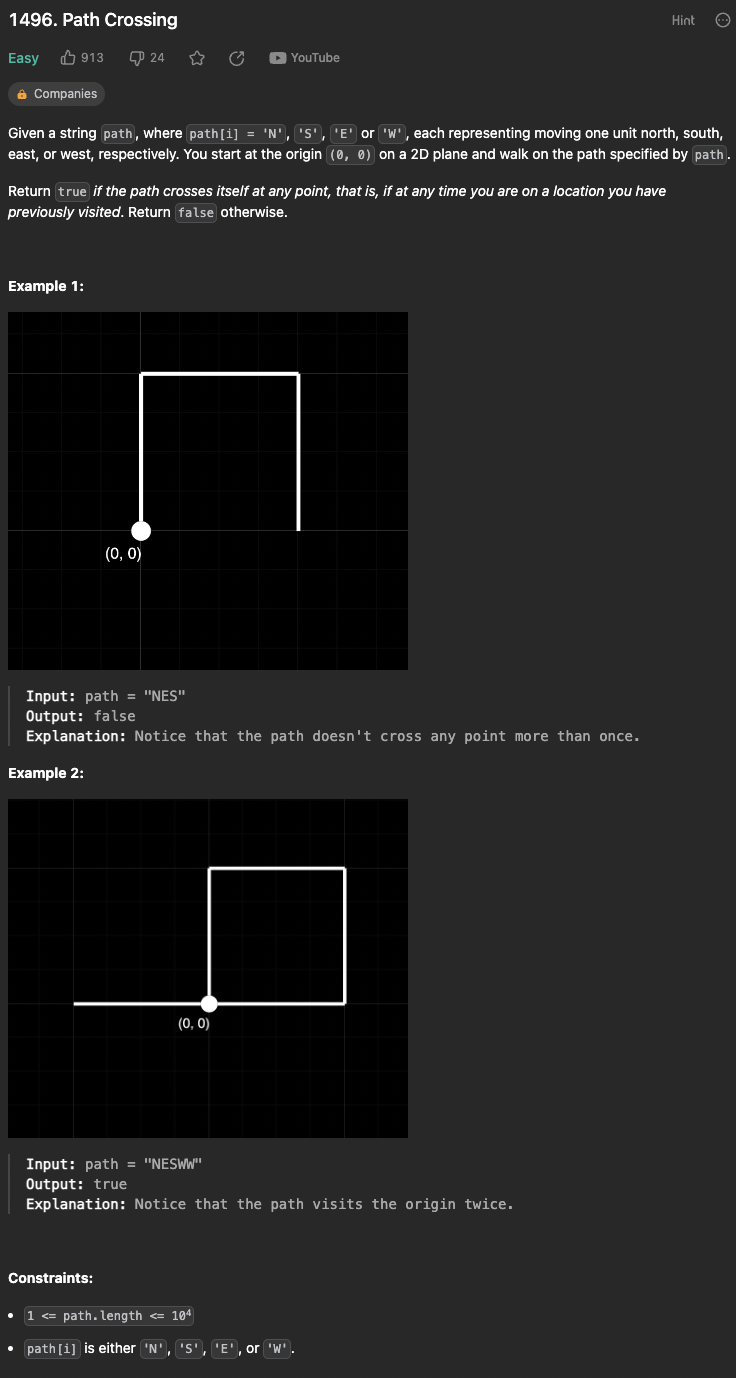 1496. Path Crossing
Hint
Easy 913 24 YouTube
Companies
Given a string path, where path[i] = 'N', 'S', 'E' or 'W', each representing moving one unit north, south,
east, or west, respectively. You start at the origin (0, 0) on a 2D plane and walk on the path specified by path.
Return true if the path crosses itself at any point, that is, if at any time you are on a location you have
previously visited. Return false otherwise.
Example 1:
(0, 0)
Input: path = "NES"
Output: false
Explanation: Notice that the path doesn't cross any point more than once.
Example 2:
(0, 0)
Input: path = "NESWW"
Output: true
Explanation: Notice that the path visits the origin twice.
Constraints:
• 1 <= path.length <= 10⁴
• path[i] is either 'N', 'S', 'E', or 'W'.